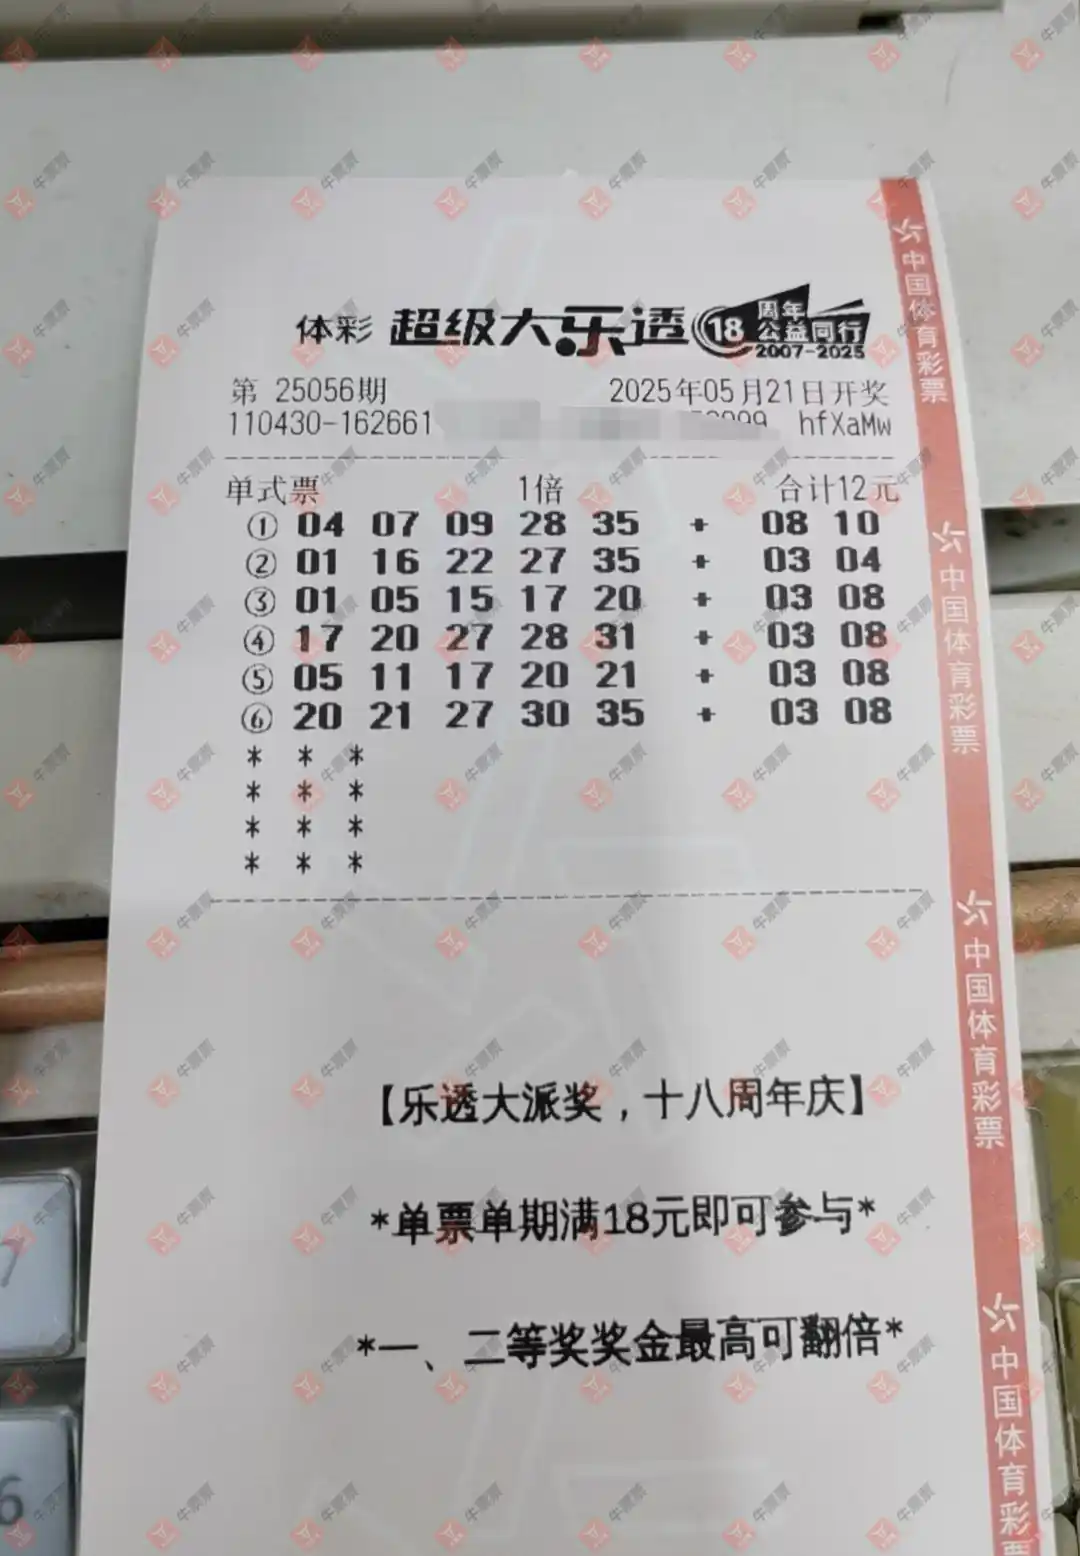 体彩 超级大乐透 18 周年 公益同行 2007-2025
第 25056期 2025年05月21日开奖
110430-162661 hfXaMw
单式票 1倍 合计12元
① 04 07 09 28 35 + 08 10
② 01 16 22 27 35 + 03 04
③ 01 05 15 17 20 + 03 08
④ 17 20 27 28 31 + 03 08
⑤ 05 11 17 20 21 + 03 08
⑥ 20 21 27 30 35 + 03 08
* * *
* * *
* * *
* * *
【乐透大派奖，十八周年庆】
*单票单期满18元即可参与*
*一、二等奖奖金最高可翻倍*
中国体育彩票
中国体育彩票
中国体育彩票
中国体育彩票
7
6
牛票票